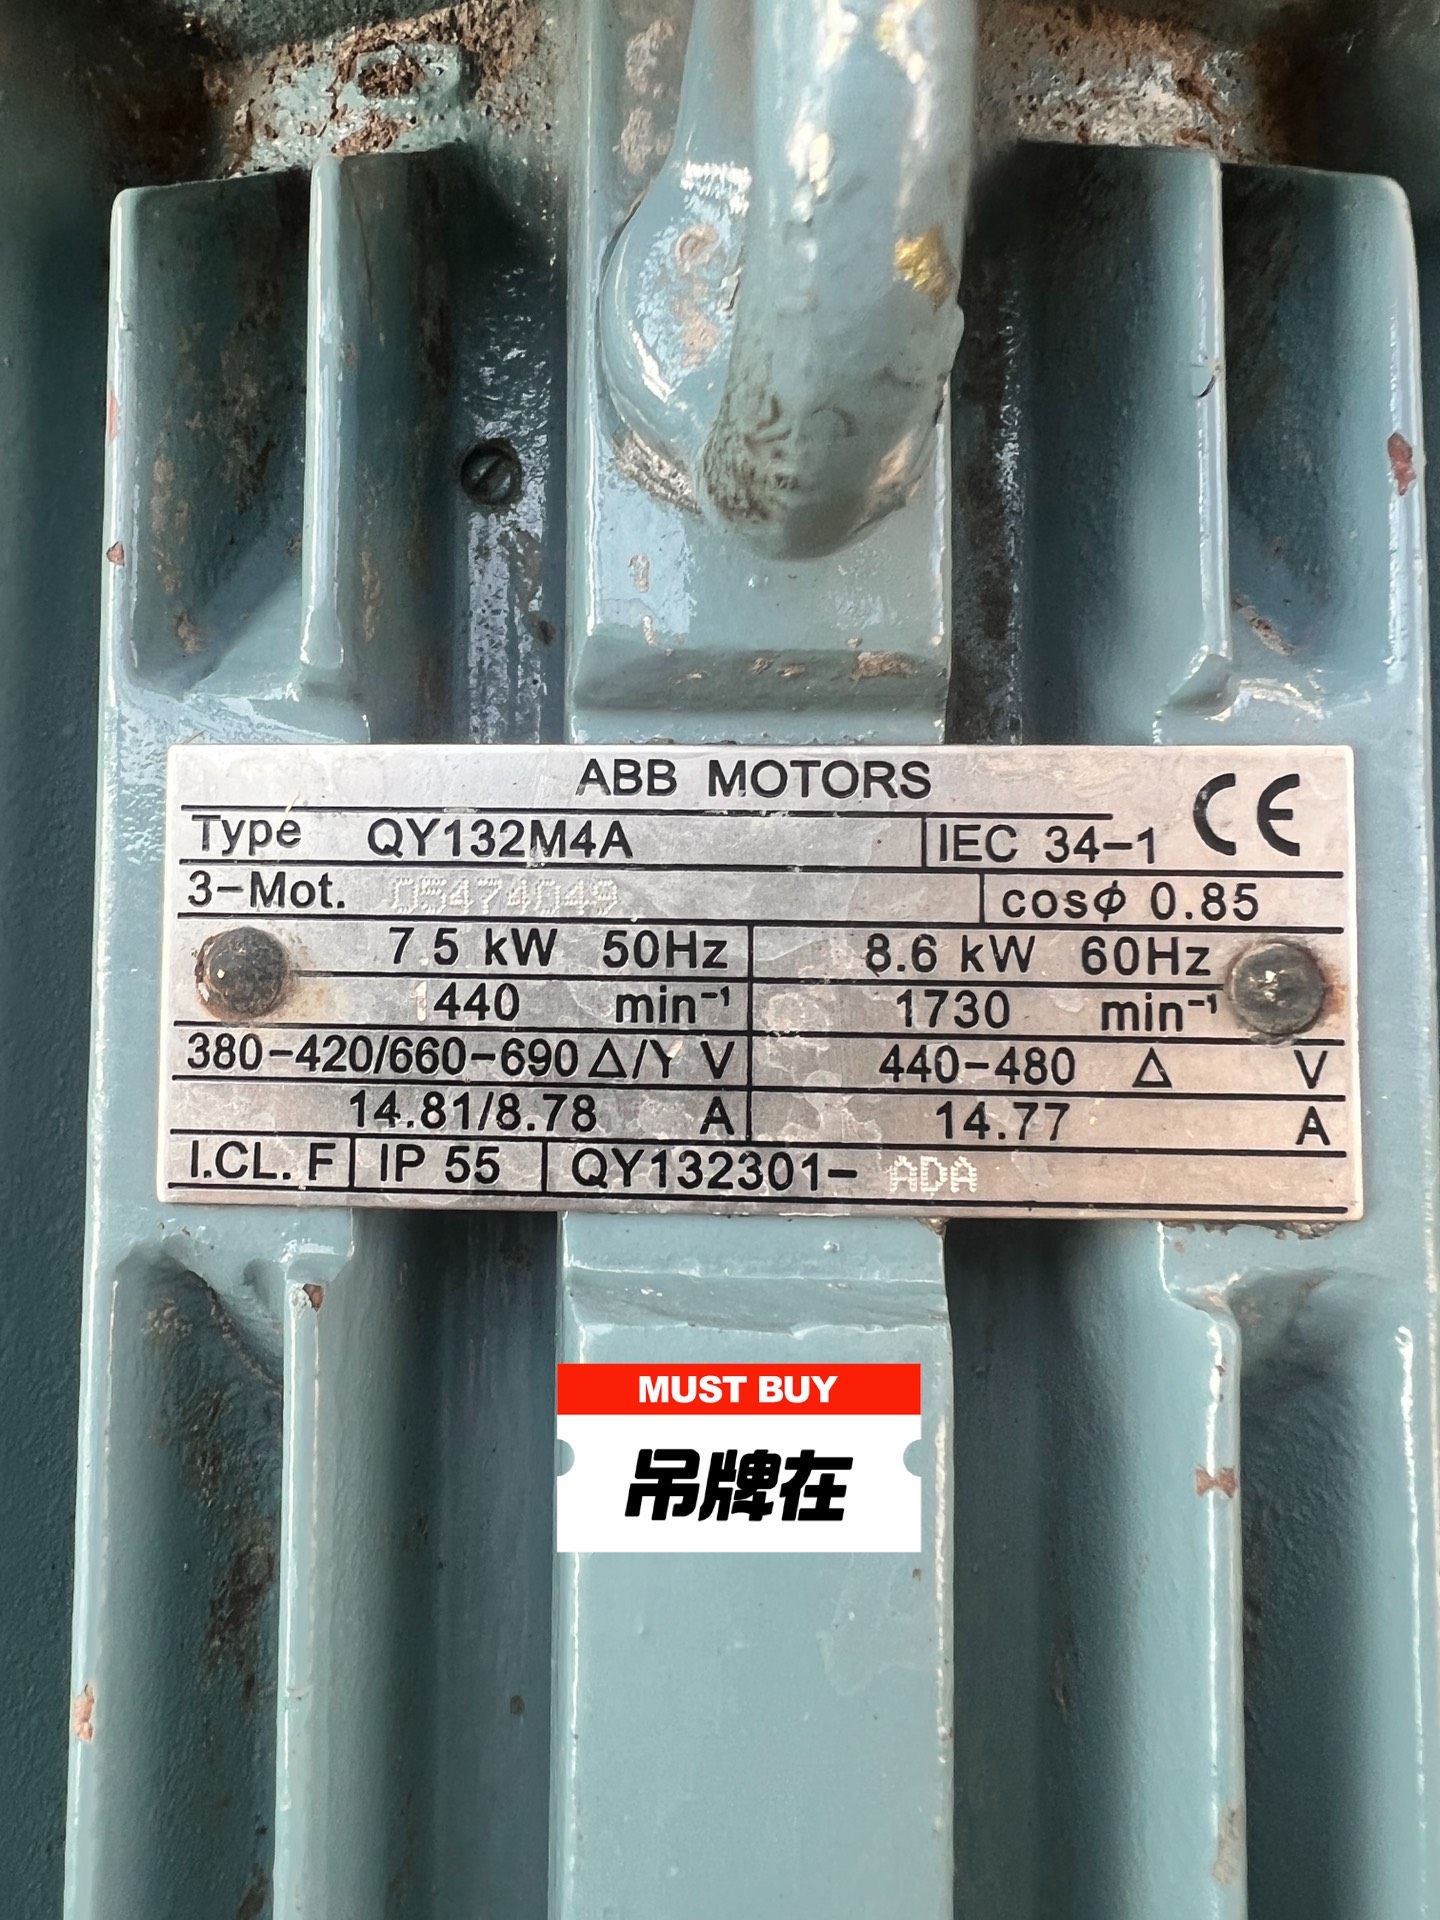 ABB MOTORS CE
Type QY132M4A IEC 34-1
3-Mot. 05474049 cosϕ 0.85
7 5 kW 50Hz 8.6 kW 60Hz
1440 min⁻¹ 1730 min⁻¹
380-420/660-690 Δ/Y V 440-480 Δ V
14.81/8.78 A 14.77 A
I.CL. F IP 55 QY132301- ADA
MUST BUY
吊牌在